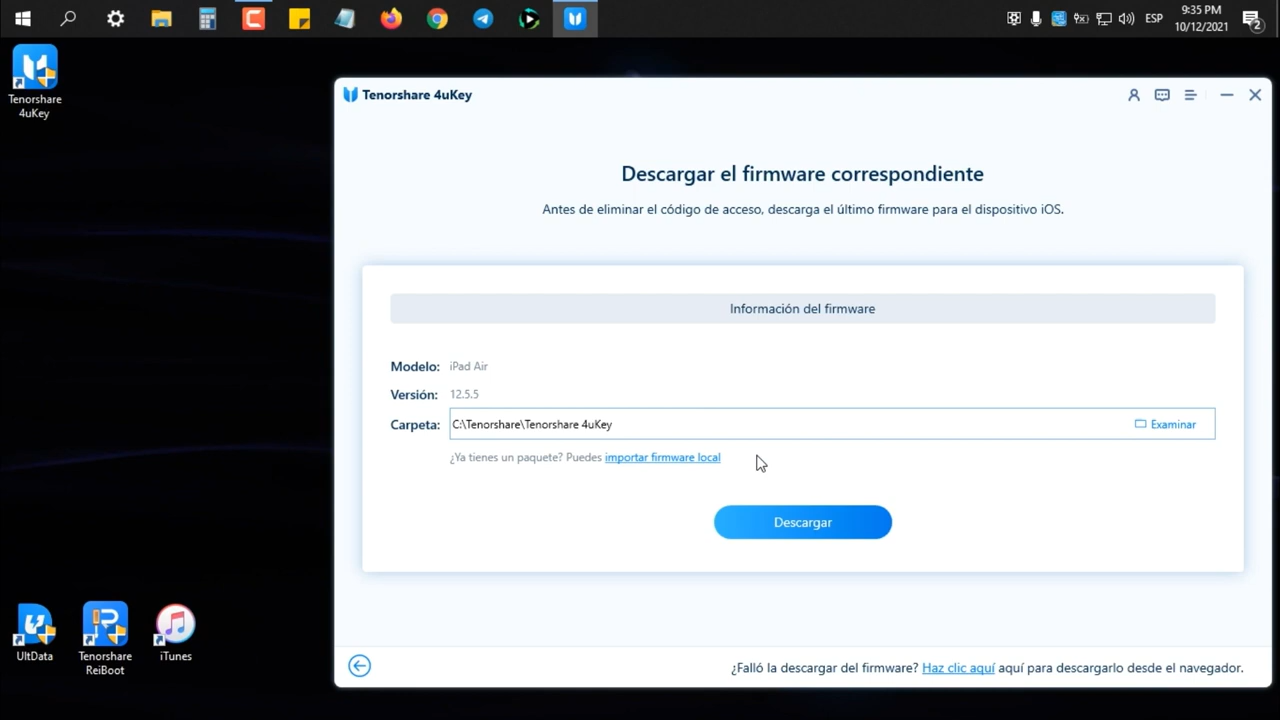 ESP
9:35 PM
10/12/2021
2
Tenorshare
4uKey
Tenorshare 4uKey
Descargar el firmware correspondiente
Antes de eliminar el código de acceso, descarga el último firmware para el dispositivo iOS.
Información del firmware
Modelo: iPad Air
Versión: 12.5.5
Carpeta: C:\Tenorshare\Tenorshare 4uKey Examinar
¿Ya tienes un paquete? Puedes importar firmware local
Descargar
UltData
Tenorshare
ReiBoot
iTunes
¿Falló la descargar del firmware? Haz clic aquí aquí para descargarlo desde el navegador.